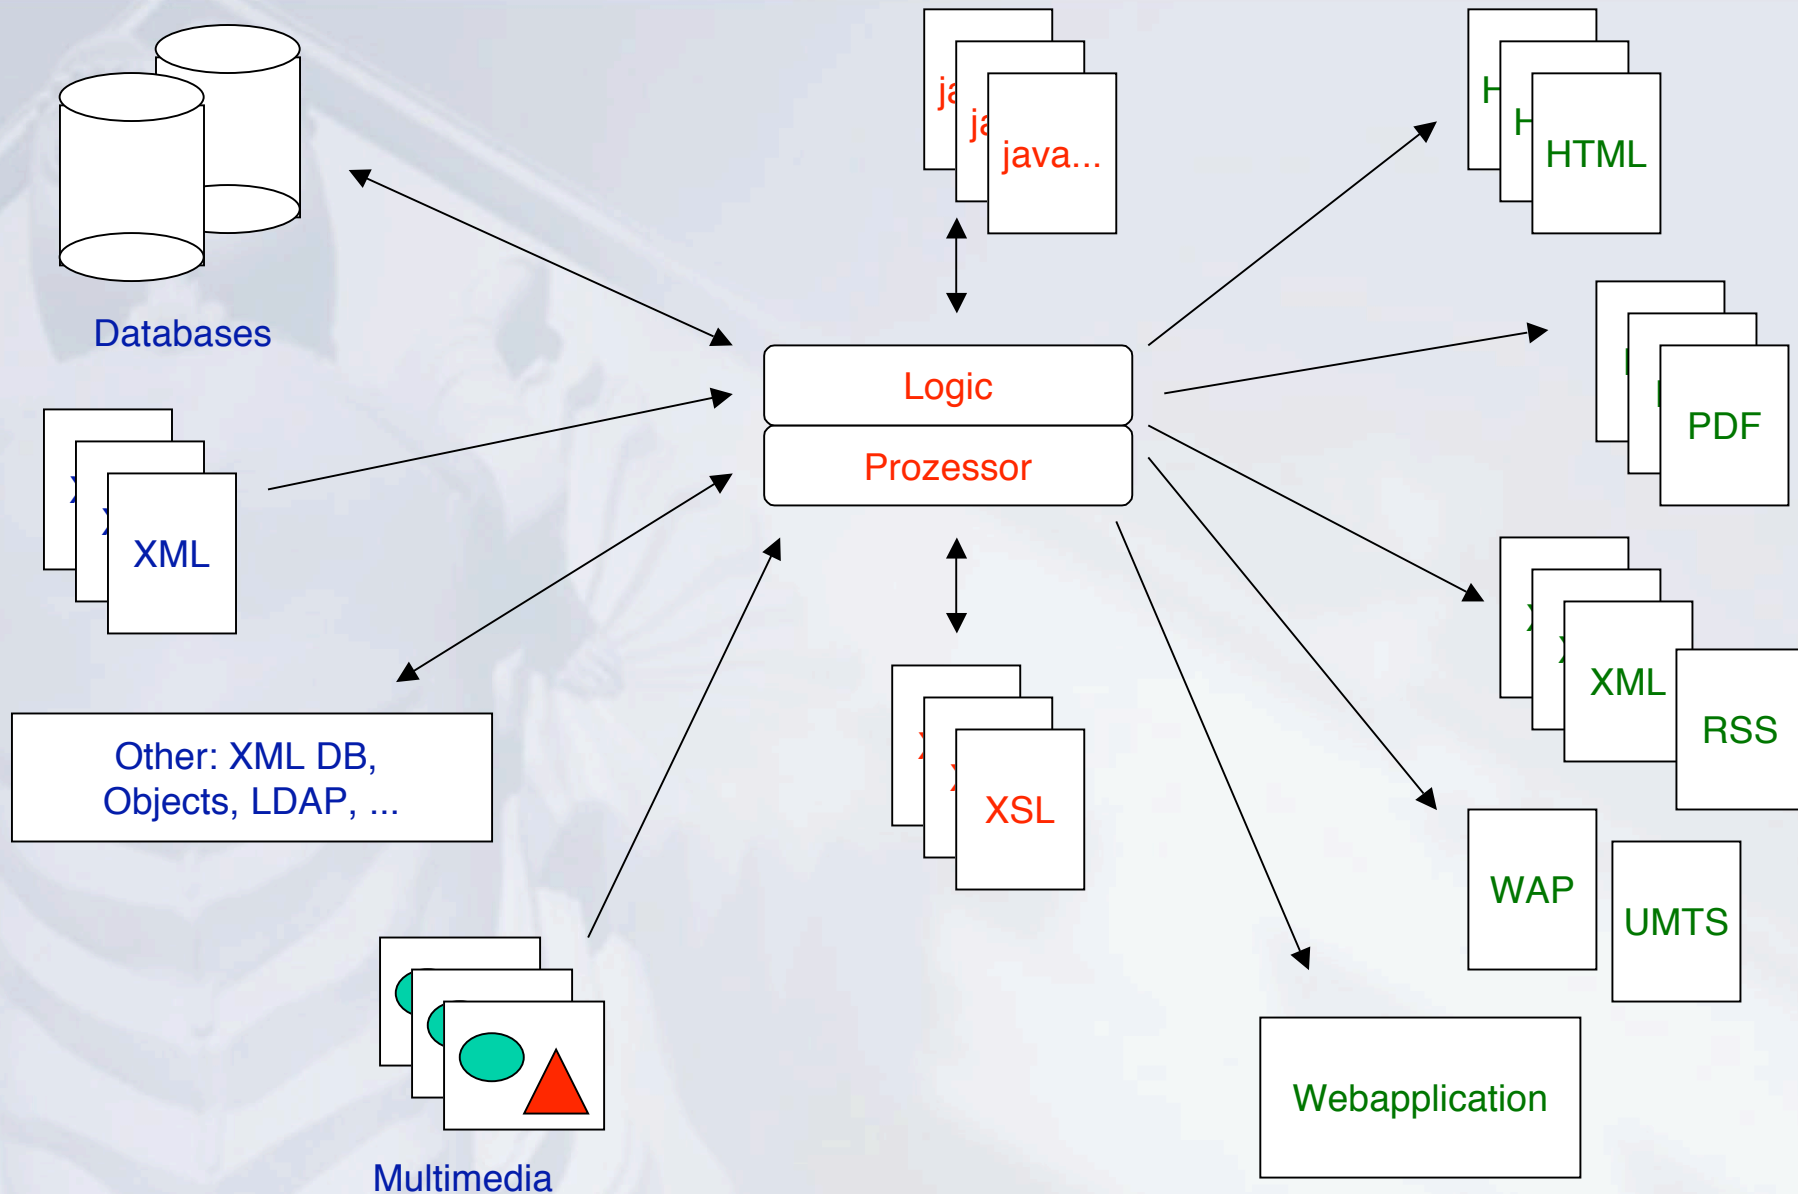 java...
HTML
Databases
Logic
PDF
Prozessor
XML
XML
RSS
Other: XML DB,
Objects, LDAP, ...
XSL
WAP
UMTS
Webapplication
Multimedia